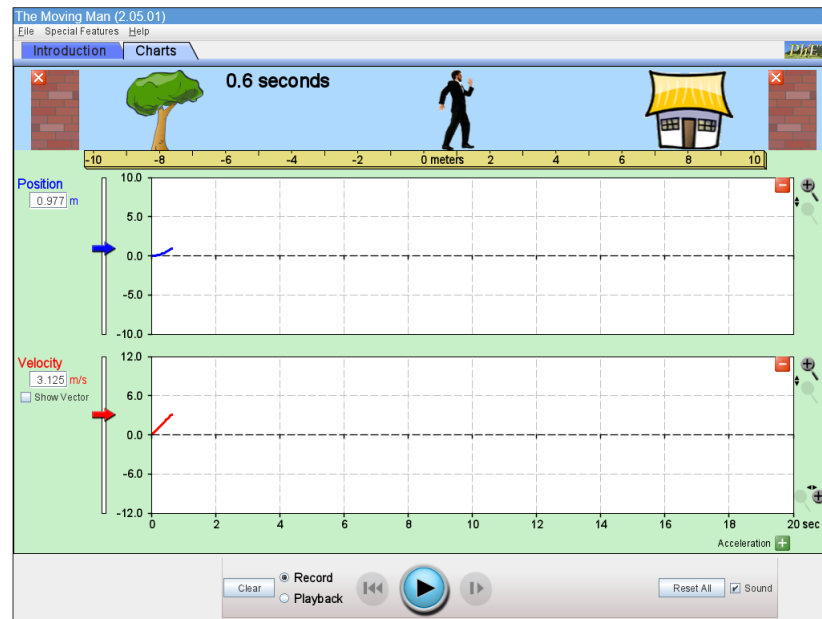 The Moving Man (2.05.01)
File Special Features Help
Introduction Charts
PhET
0.6 seconds
-10 -8 -6 -4 -2 0 meters 2 4 6 8 10
Position
0.977 m
10.0
5.0
0.0
-5.0
-10.0
Velocity
3.125 m/s
Show Vector
12.0
6.0
0.0
-6.0
-12.0
0 2 4 6 8 10 12 14 16 18 20 sec
Acceleration
Clear
Record
Playback
Reset All
Sound